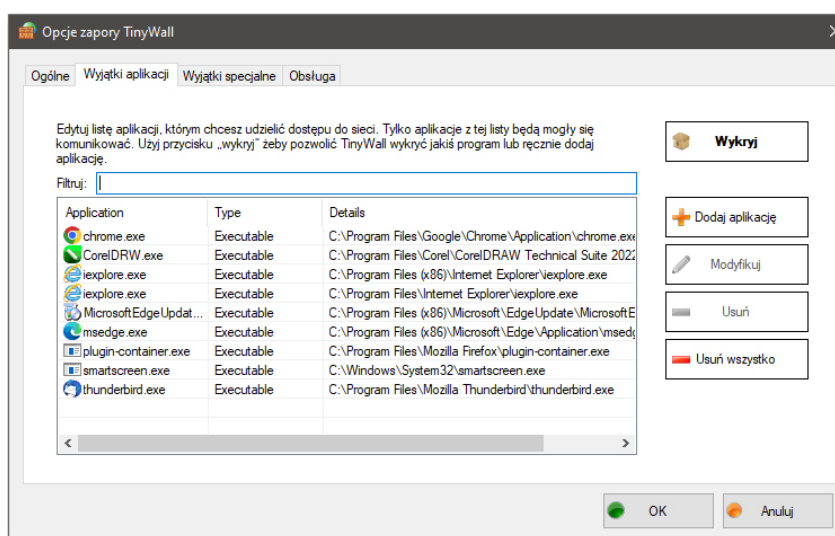 Opcje zapory TinyWall
Ogólne Wyjątki aplikacji Wyjątki specjalne Obsługa
Edytuj listę aplikacji, którym chcesz udzielić dostępu do sieci. Tylko aplikacje z tej listy będą mogły się
komunikować. Użyj przycisku „wykryj” żeby pozwolić TinyWall wykryć jakiś program lub ręcznie dodaj
aplikację.
Wykryj
Filtruj:
Application Type Details
chrome.exe Executable C:\Program Files\Google\Chrome\Application\chrome.exe
CorelDRW.exe Executable C:\Program Files\Corel\CorelDRAW Technical Suite 2022
iexplore.exe Executable C:\Program Files (x86)\Internet Explorer\iexplore.exe
iexplore.exe Executable C:\Program Files\Internet Explorer\iexplore.exe
MicrosoftEdgeUpdat... Executable C:\Program Files (x86)\Microsoft\EdgeUpdate\MicrosoftE
msedge.exe Executable C:\Program Files (x86)\Microsoft\Edge\Application\msedg
plugin-container.exe Executable C:\Program Files\Mozilla Firefox\plugin-container.exe
smartscreen.exe Executable C:\Windows\System32\smartscreen.exe
thunderbird.exe Executable C:\Program Files\Mozilla Thunderbird\thunderbird.exe
Dodaj aplikację
Modyfikuj
Usuń
Usuń wszystko
OK Anuluj